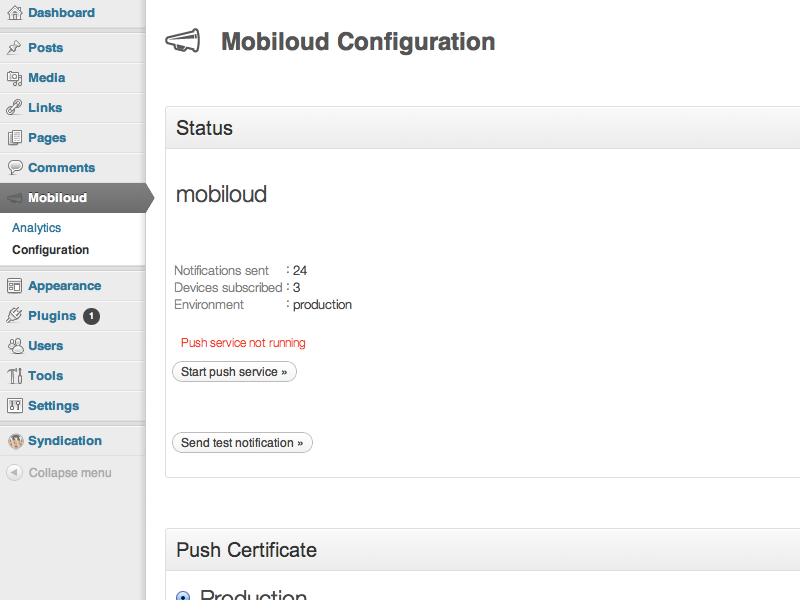 Dashboard
Posts
Media
Links
Pages
Comments
Mobiloud
Analytics
Configuration
Appearance
Plugins 1
Users
Tools
Settings
Syndication
Collapse menu
Mobiloud Configuration
Status
mobiloud
Notifications sent : 24
Devices subscribed : 3
Environment : production
Push service not running
Start push service »
Send test notification »
Push Certificate
Production